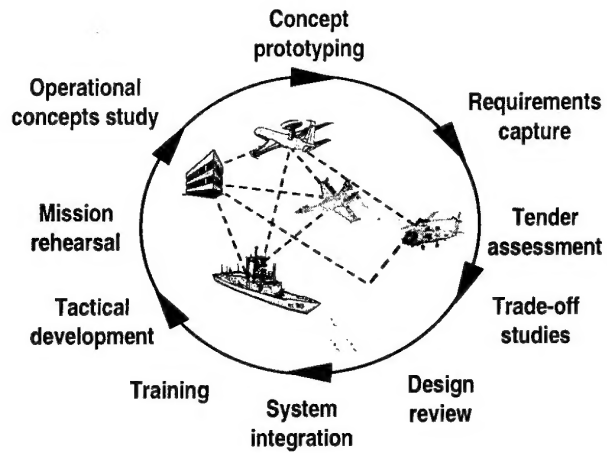 Concept
prototyping
Requirements
capture
Tender
assessment
Trade-off
studies
Design
review
System
integration
Training
Tactical
development
Mission
rehearsal
Operational
concepts study